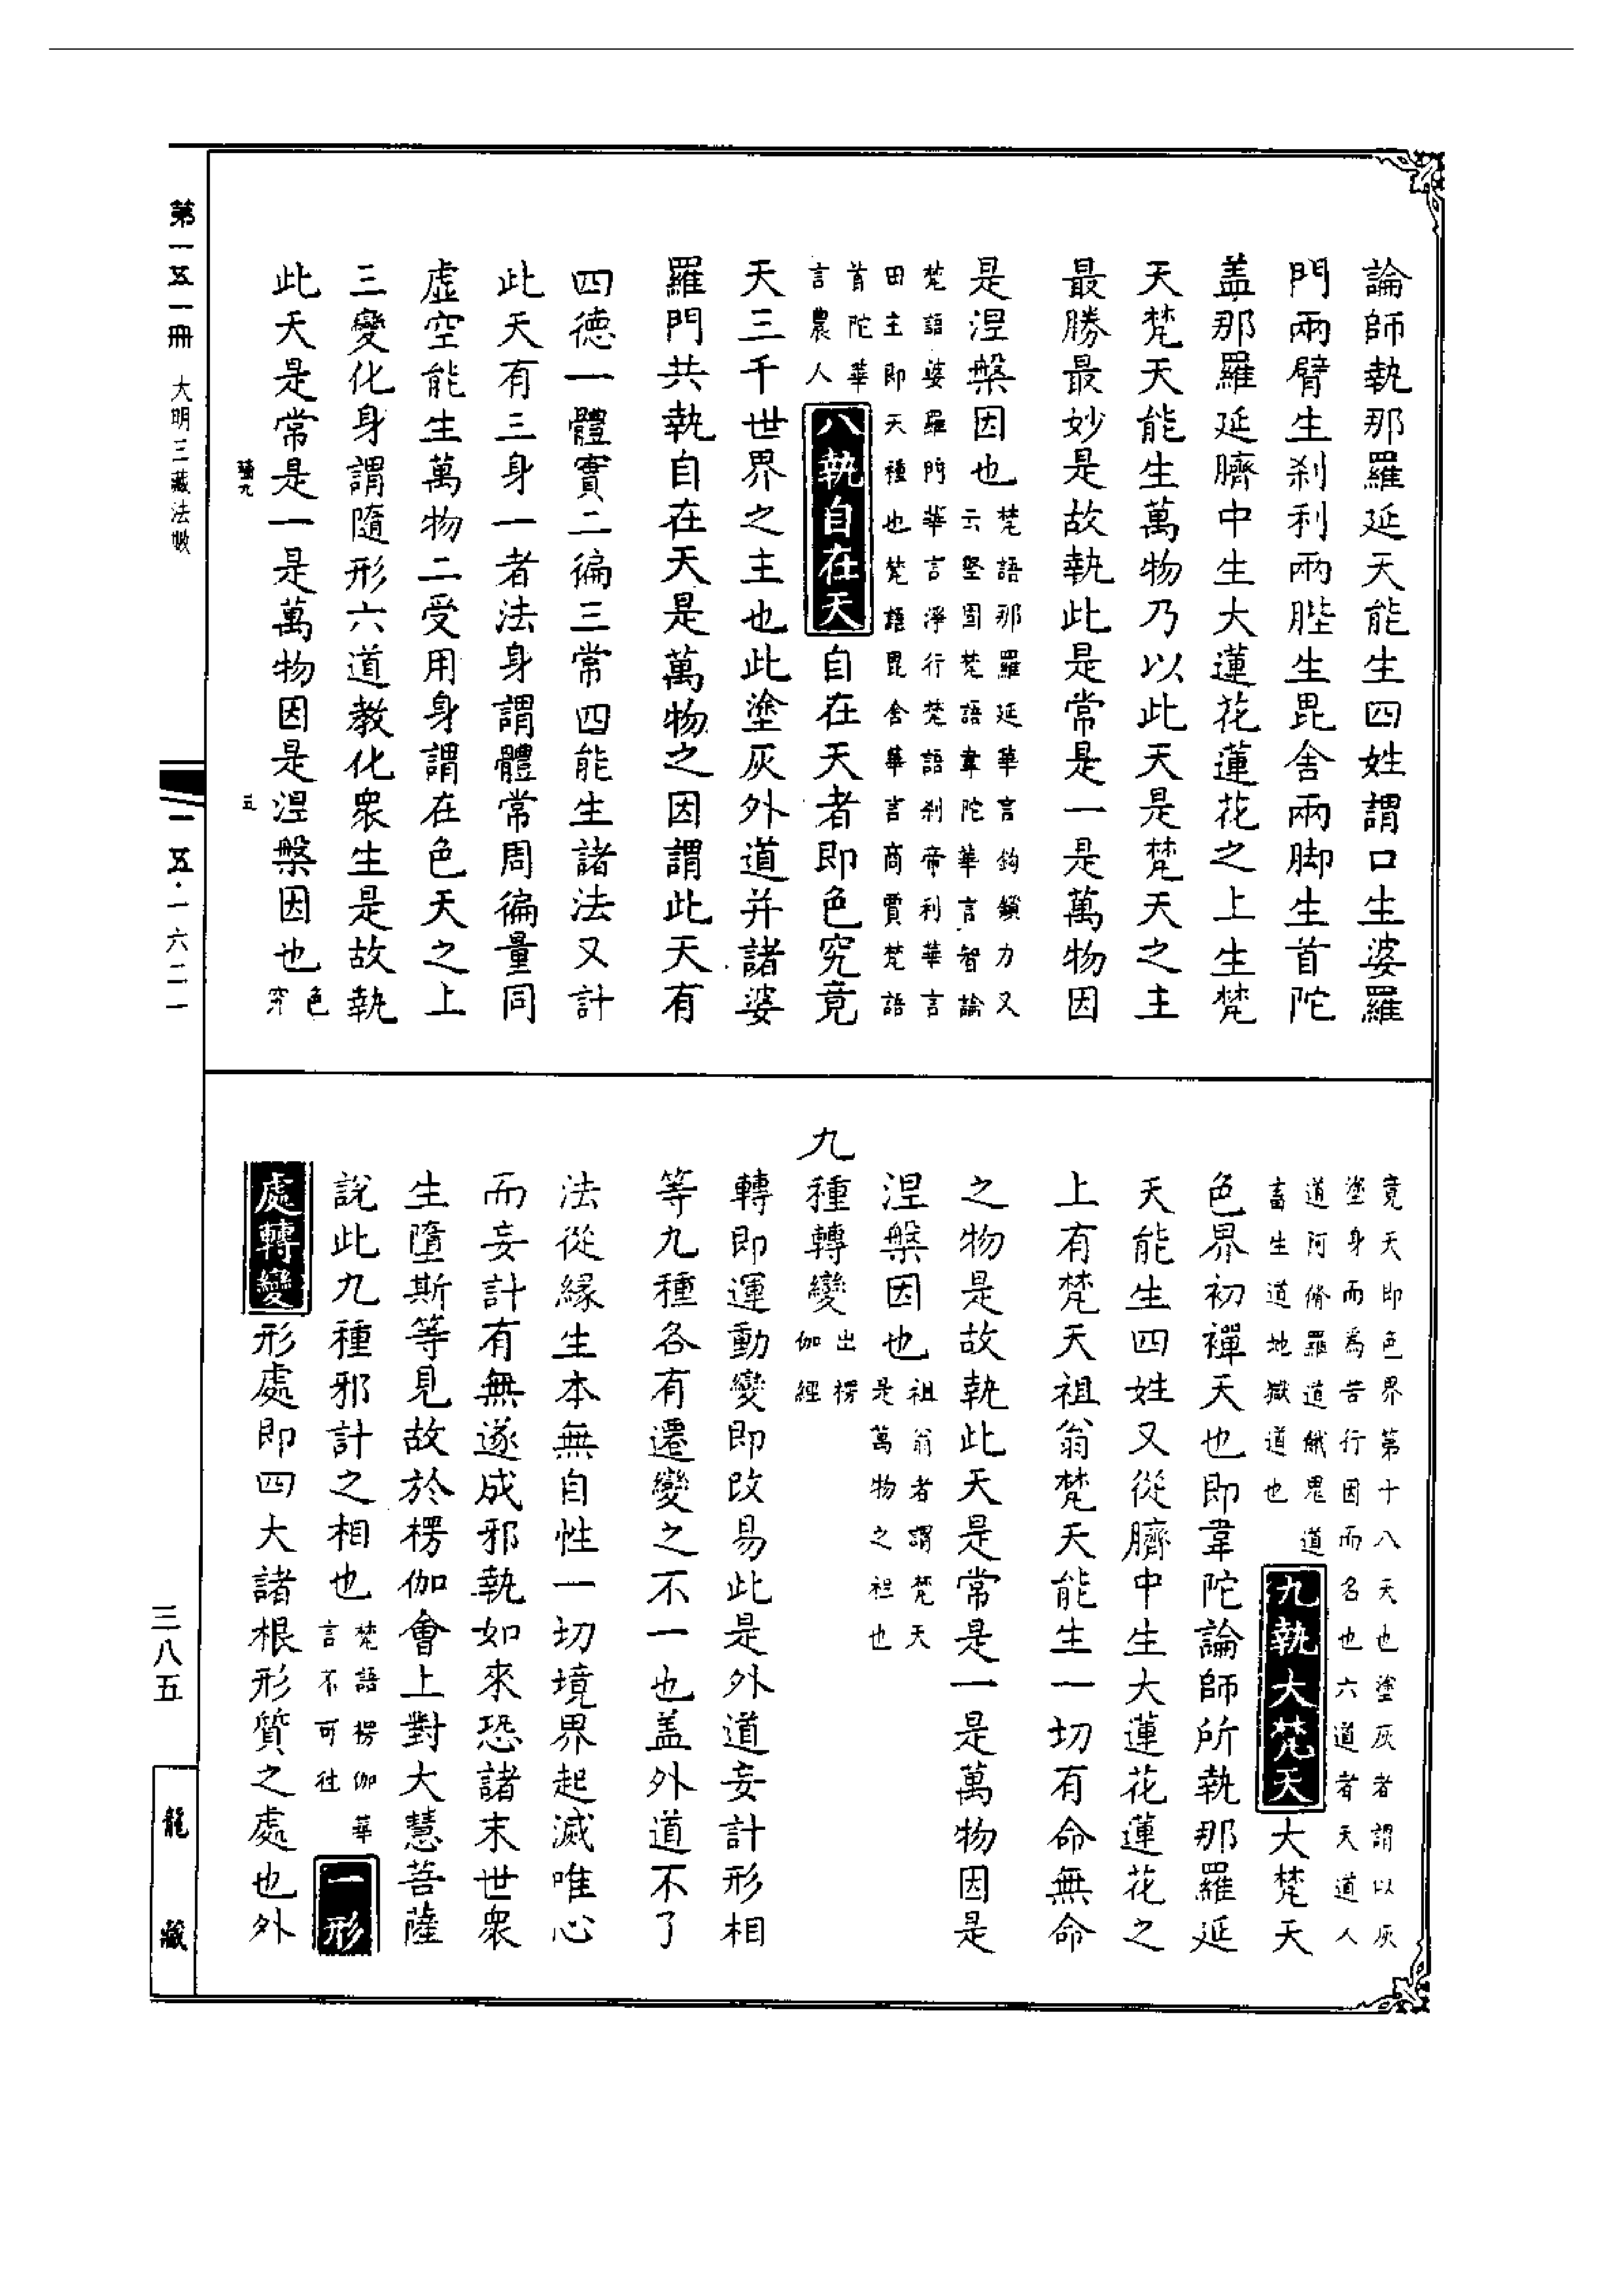 論師執那羅延天能生四姓謂口生婆羅
門兩臂生刹利兩䏶生毘舍兩脚生首陀
盖那羅延臍中生大蓮花蓮花之上生梵
天梵天能生萬物乃以此天是梵天之主
最勝最妙是故執此是常是一是萬物因
是涅槃因也梵語那羅延華言鈎鎖力又云堅固梵語韋陀華言智論
梵語婆羅門華言淨行梵語刹帝利華言田主即天種也梵語毘舍華言商賈梵語
首陀華言農人八執自在天自在天者即色究竟
天三千世界之主也此塗灰外道并諸婆
羅門共執自在天是萬物之因謂此天有
四德一體實二徧三常四能生諸法又計
此天有三身一者法身謂體常周徧量同
虛空能生萬物二受用身謂在色天之上
三變化身謂隨形六道教化衆生是故執
此天是常是一是萬物因是涅槃因也色究
竟天即色界第十八天也塗灰者謂以灰塗身而為苦行因而名也六道者天道人
道阿脩羅道餓鬼道畜生道地獄道也九執大梵天大梵天
色界初禪天也即韋陀論師所執那羅延
天能生四姓又從臍中生大蓮花蓮花之
上有梵天祖翁梵天能生一切有命無命
之物是故執此天是常是一是萬物因是
涅槃因也祖翁者謂梵天是萬物之祖也
九種轉變出楞伽經
轉即運動變即改易此是外道妄計形相
等九種各有遷變之不一也盖外道不了
法從緣生本無自性一切境界起滅唯心
而妄計有無遂成邪執如來恐諸末世衆
生墮斯等見故於楞伽會上對大慧菩薩
說此九種邪計之相也梵語楞伽華言不可往一形
處轉變形處即四大諸根形質之處也外
第一五一冊 大明三藏法數
一五·一六二一
三八五
龍藏
五